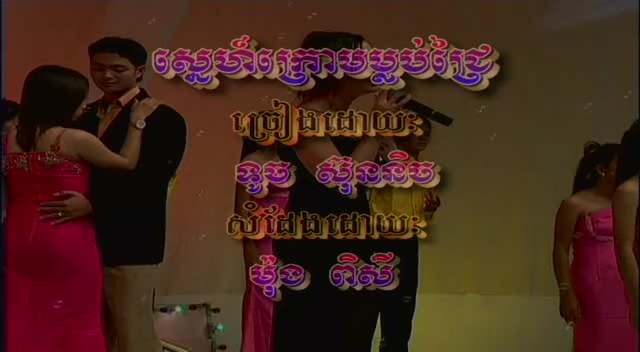 ស្នេហ៍ក្រោមម្លប់ជ្រៃ
ច្រៀងដោយៈ
ទូច ស៊ុននិច
សំដែងដោយៈ
ម៉ុង ពិសី